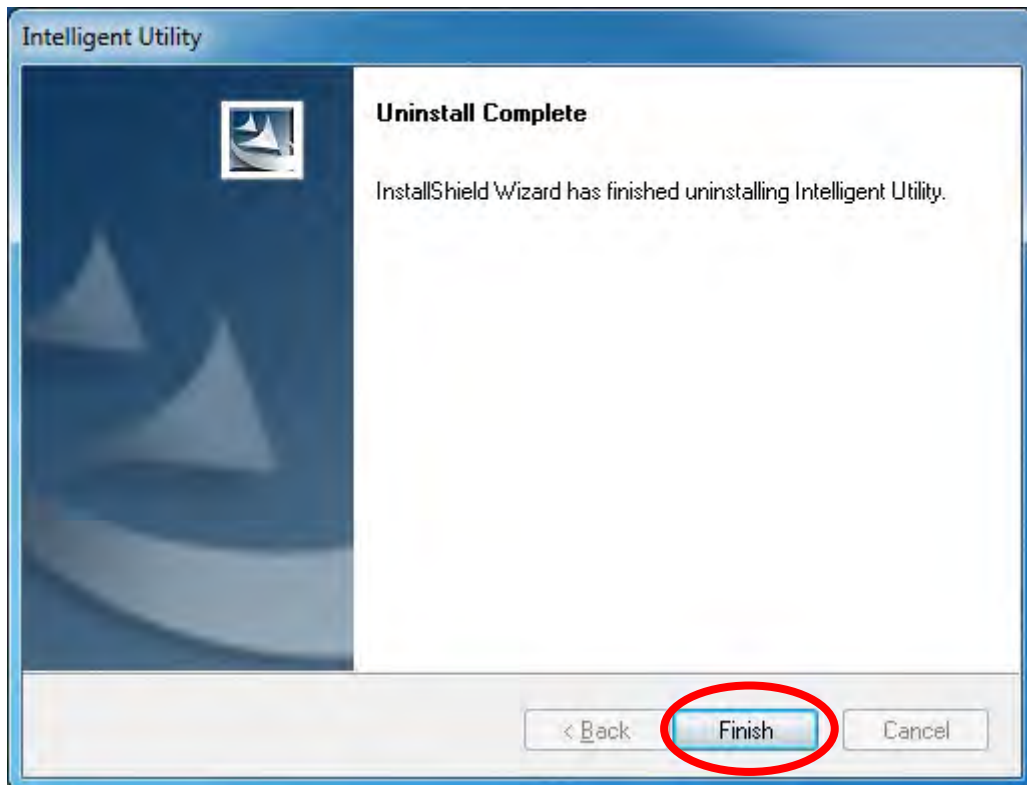 Intelligent Utility
Uninstall Complete
InstallShield Wizard has finished uninstalling Intelligent Utility.
< Back
Finish
Cancel